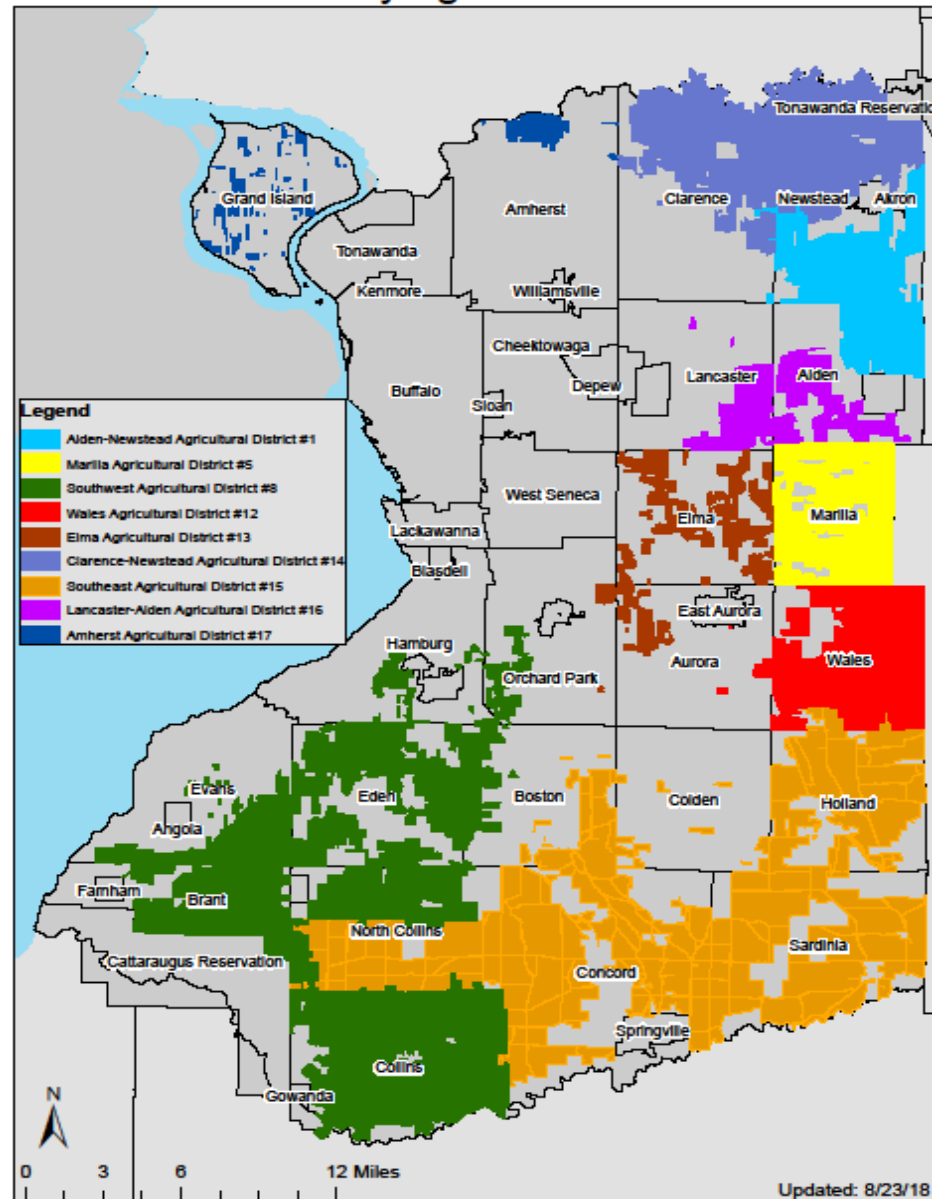 Tonawanda Reservatio
Grand Island
Amherst
Clarence
Newstead
Akron
Tonawanda
Kenmore
Williamsville
Cheektowaga
Buffalo
Sloan
Depew
Lancaster
Alden
Legend
Alden-Newstead Agricultural District #1
Marilla Agricultural District #5
Southwest Agricultural District #8
Wales Agricultural District #12
Elma Agricultural District #13
Clarence-Newstead Agricultural District #14
Southeast Agricultural District #15
Lancaster-Alden Agricultural District #16
Amherst Agricultural District #17
West Seneca
Elma
Marilla
Lackawanna
Blasdell
East Aurora
Hamburg
Orchard Park
Aurora
Wales
Evans
Eden
Boston
Colden
Holland
Angola
Farnham
Brant
North Collins
Cattaraugus Reservation
Concord
Sardinia
Springville
Collins
Gowanda
N
0 3 6 12 Miles
Updated: 8/23/18